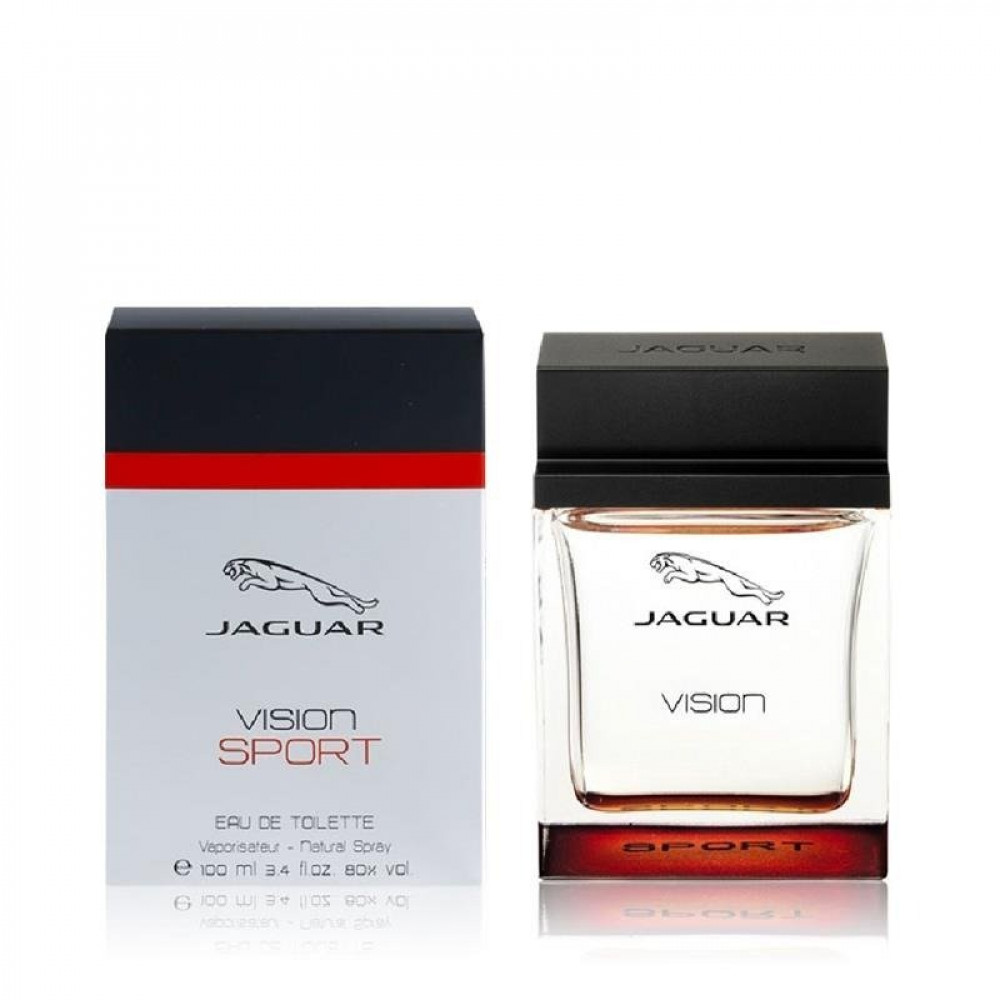 JAGUAR
VISION
SPORT
EAU DE TOILETTE
Vaporisateur - Natural Spray
e 100 ml 3.4 fl.oz. 80% vol.
JAGUAR
JAGUAR
VISION
SPORT